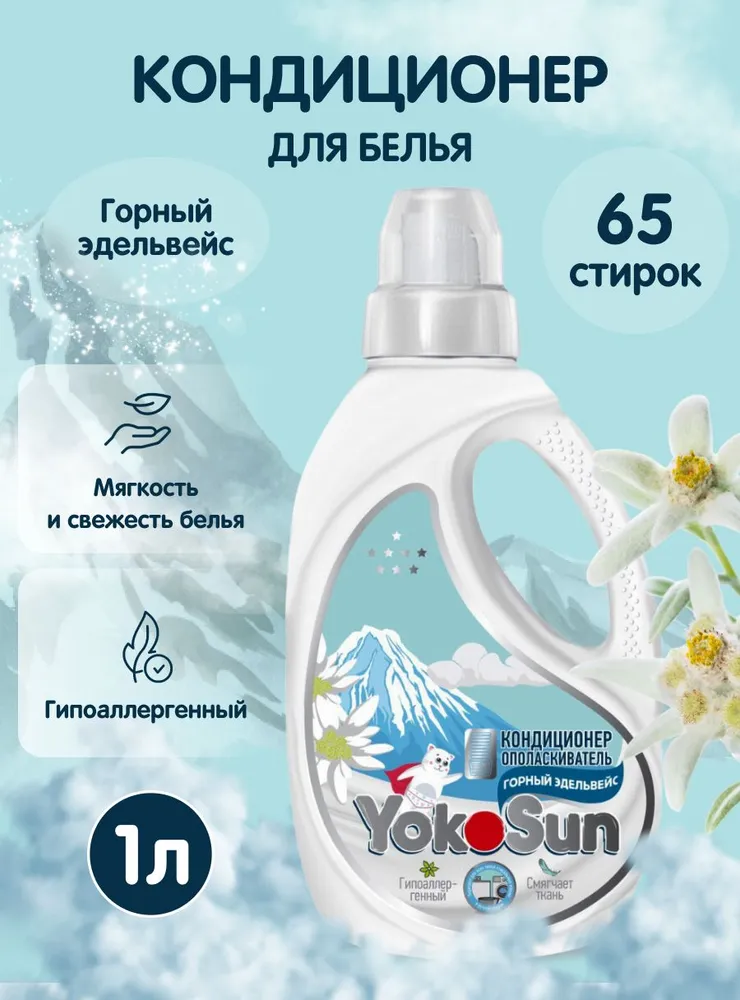 КОНДИЦИОНЕР
ДЛЯ БЕЛЬЯ
Горный
эдельвейс
65
стирок
Мягкость
и свежесть белья
Гипоаллергенный
1л
КОНДИЦИОНЕР
ОПОЛАСКИВАТЕЛЬ
ГОРНЫЙ ЭДЕЛЬВЕЙС
YokoSun
Гипоаллер-
генный
Смягчает
ткань